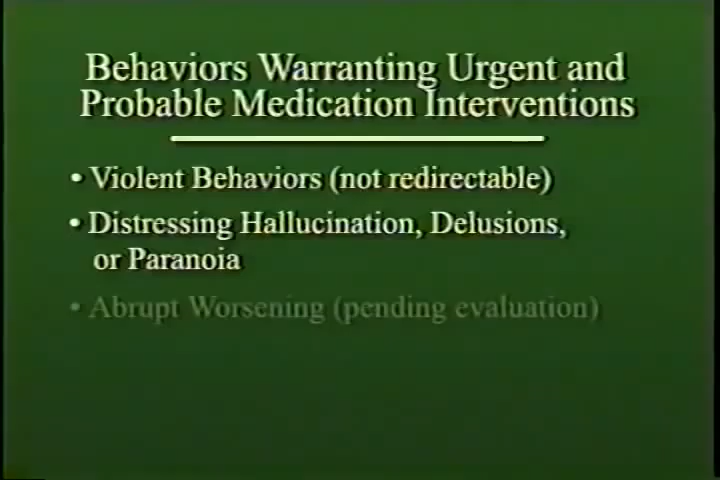 Behaviors Warranting Urgent and
Probable Medication Interventions
• Violent Behaviors (not redirectable)
• Distressing Hallucination, Delusions,
or Paranoia
• Abrupt Worsening (pending evaluation)